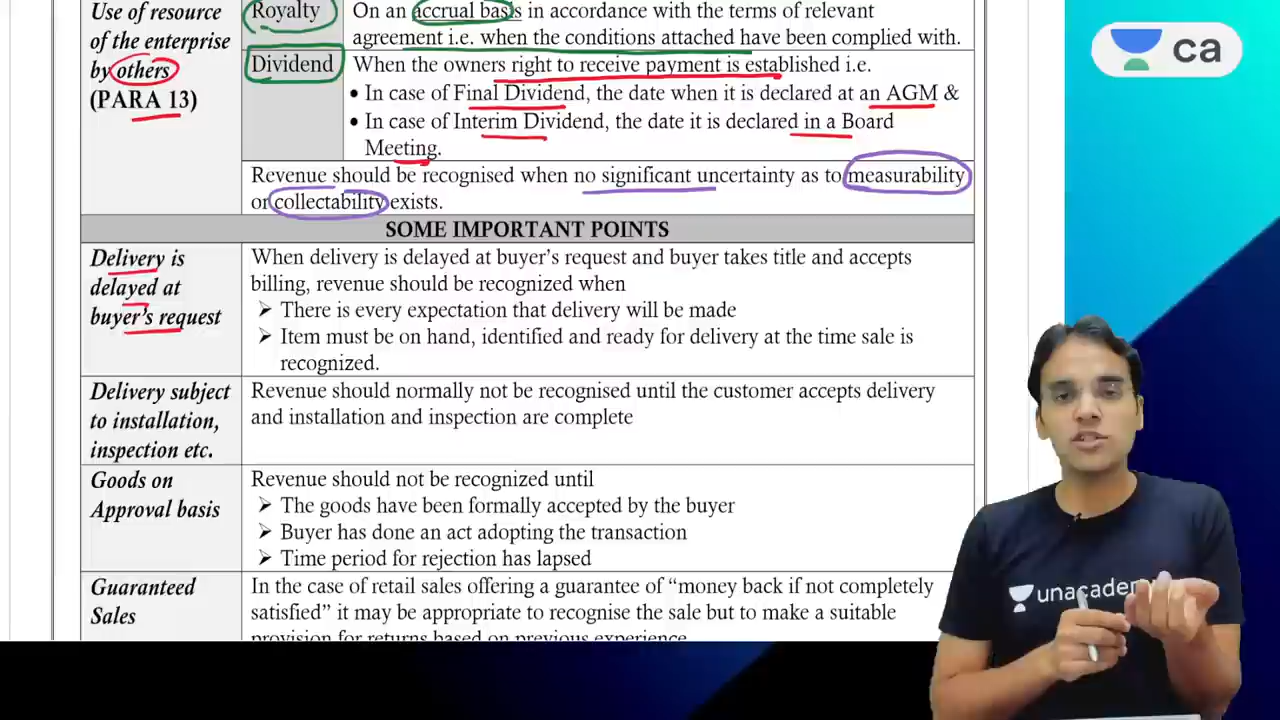 Use of resource
of the enterprise
by others
(PARA 13)
Royalty
On an accrual basis in accordance with the terms of relevant
agreement i.e. when the conditions attached have been complied with.
Dividend
When the owners right to receive payment is established i.e.
• In case of Final Dividend, the date when it is declared at an AGM &
• In case of Interim Dividend, the date it is declared in a Board
Meeting.
Revenue should be recognised when no significant uncertainty as to measurability
or collectability exists.
SOME IMPORTANT POINTS
Delivery is
delayed at
buyer's request
When delivery is delayed at buyer's request and buyer takes title and accepts
billing, revenue should be recognized when
➢ There is every expectation that delivery will be made
➢ Item must be on hand, identified and ready for delivery at the time sale is
recognized.
Delivery subject
to installation,
inspection etc.
Revenue should normally not be recognised until the customer accepts delivery
and installation and inspection are complete
Goods on
Approval basis
Revenue should not be recognized until
➢ The goods have been formally accepted by the buyer
➢ Buyer has done an act adopting the transaction
➢ Time period for rejection has lapsed
Guaranteed
Sales
In the case of retail sales offering a guarantee of “money back if not completely
satisfied” it may be appropriate to recognise the sale but to make a suitable
provision for returns based on previous experience
ca